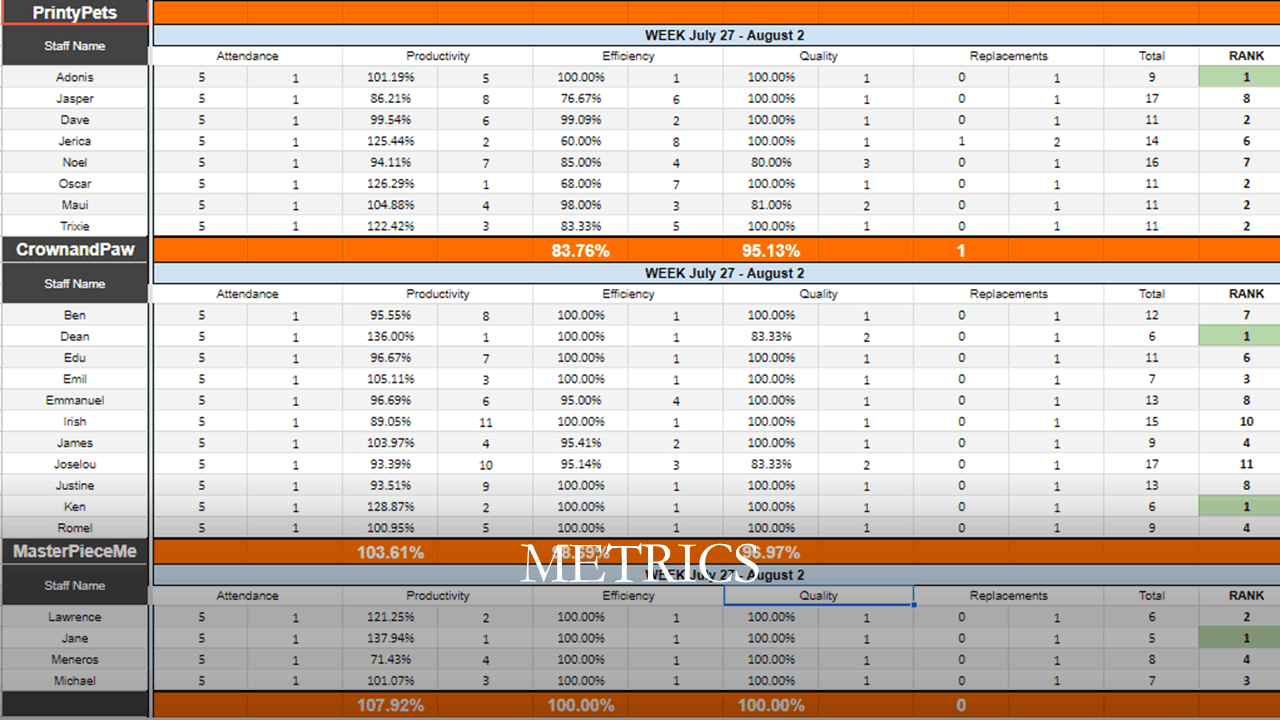 PrintyPets
Staff Name
WEEK July 27 - August 2
Attendance Productivity Efficiency Quality Replacements Total RANK
Adonis 5 1 101.19% 5 100.00% 1 100.00% 1 0 1 9 1
Jasper 5 1 86.21% 8 76.67% 6 100.00% 1 0 1 17 8
Dave 5 1 99.54% 6 99.09% 2 100.00% 1 0 1 11 2
Jerica 5 1 125.44% 2 60.00% 8 100.00% 1 1 2 14 6
Noel 5 1 94.11% 7 85.00% 4 80.00% 3 0 1 16 7
Oscar 5 1 126.29% 1 68.00% 7 100.00% 1 0 1 11 2
Maui 5 1 104.88% 4 98.00% 3 81.00% 2 0 1 11 2
Trixie 5 1 122.42% 3 83.33% 5 100.00% 1 0 1 11 2
CrownandPaw 83.76% 95.13% 1
Staff Name
WEEK July 27 - August 2
Attendance Productivity Efficiency Quality Replacements Total RANK
Ben 5 1 95.55% 8 100.00% 1 100.00% 1 0 1 12 7
Dean 5 1 136.00% 1 100.00% 1 83.33% 2 0 1 6 1
Edu 5 1 96.67% 7 100.00% 1 100.00% 1 0 1 11 6
Emil 5 1 105.11% 3 100.00% 1 100.00% 1 0 1 7 3
Emmanuel 5 1 96.69% 6 95.00% 4 100.00% 1 0 1 13 8
Irish 5 1 89.05% 11 100.00% 1 100.00% 1 0 1 15 10
James 5 1 103.97% 4 95.41% 2 100.00% 1 0 1 9 4
Joselou 5 1 93.39% 10 95.14% 3 83.33% 2 0 1 17 11
Justine 5 1 93.51% 9 100.00% 1 100.00% 1 0 1 13 8
Ken 5 1 128.87% 2 100.00% 1 100.00% 1 0 1 6 1
Romel 5 1 100.95% 5 100.00% 1 100.00% 1 0 1 9 4
MasterPieceMe 103.61% 98.69% 96.97%
METRICS
Staff Name
WEEK July 27 - August 2
Attendance Productivity Efficiency Quality Replacements Total RANK
Lawrence 5 1 121.25% 2 100.00% 1 100.00% 1 0 1 6 2
Jane 5 1 137.94% 1 100.00% 1 100.00% 1 0 1 5 1
Meneros 5 1 71.43% 4 100.00% 1 100.00% 1 0 1 8 4
Michael 5 1 101.07% 3 100.00% 1 100.00% 1 0 1 7 3
107.92% 100.00% 100.00% 0